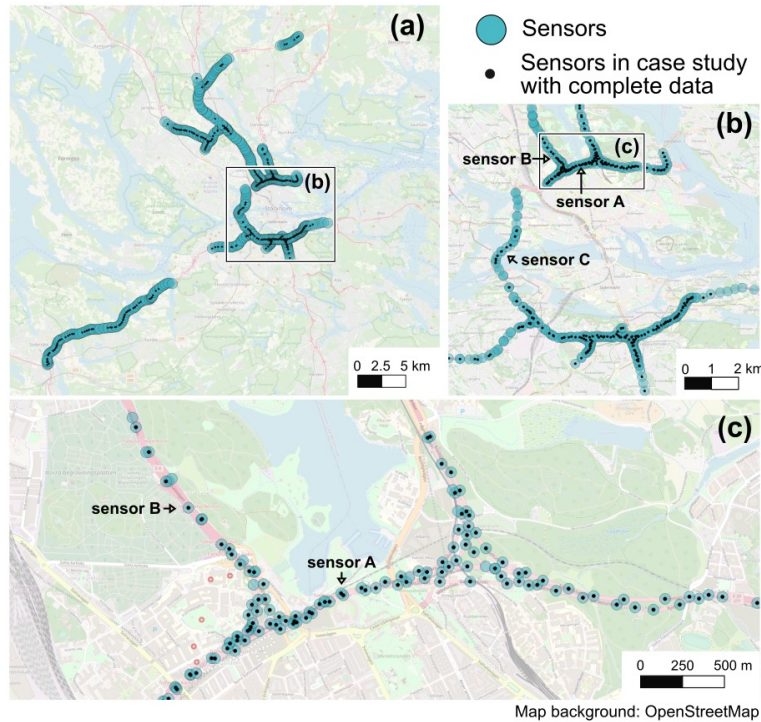 (a)
Sensors
Sensors in case study
with complete data
(b)
(b)
(c)
sensor B
sensor A
sensor C
0 2.5 5 km
0 1 2 km
(c)
sensor B
sensor A
0 250 500 m
Map background: OpenStreetMap